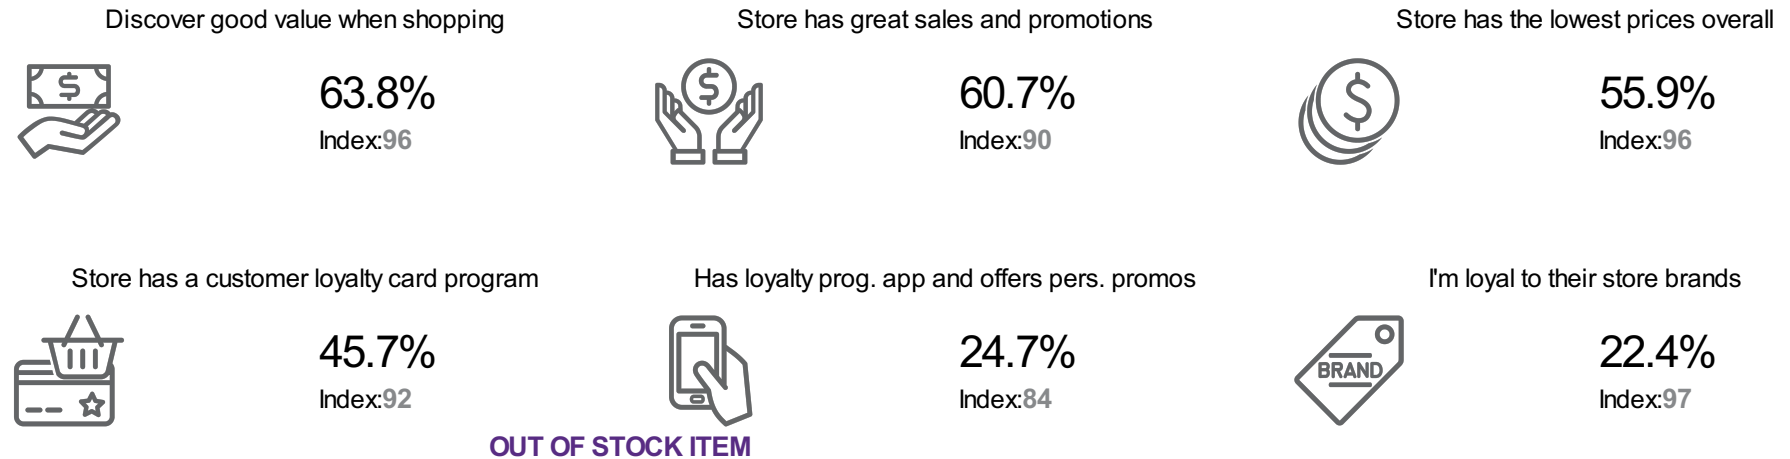 Discover good value when shopping
63.8%
Index:96
Store has great sales and promotions
60.7%
Index:90
Store has the lowest prices overall
55.9%
Index:96
Store has a customer loyalty card program
45.7%
Index:92
Has loyalty prog. app and offers pers. promos
24.7%
Index:84
I'm loyal to their store brands
BRAND
22.4%
Index:97
OUT OF STOCK ITEM